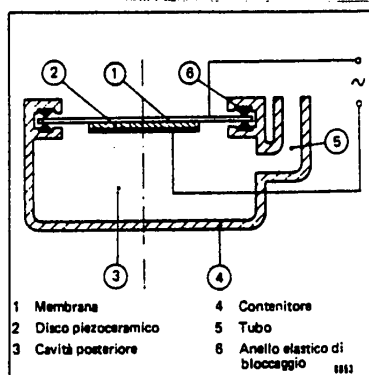 1
2
6
~
5
3
4
1 Membrana
2 Disco piezoceramico
3 Cavità posteriore
4 Contenitore
5 Tubo
6 Anello elastico di
bloccaggio